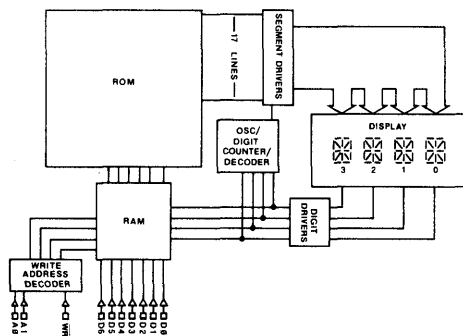 ROM
17
LINES
SEGMENT DRIVERS
DISPLAY
3 2 1 0
OSC/
DIGIT
COUNTER/
DECODER
RAM
DIGIT
DRIVERS
WRITE
ADDRESS
DECODER
A0 A1 WR D6 D5 D4 D3 D2 D1 D0